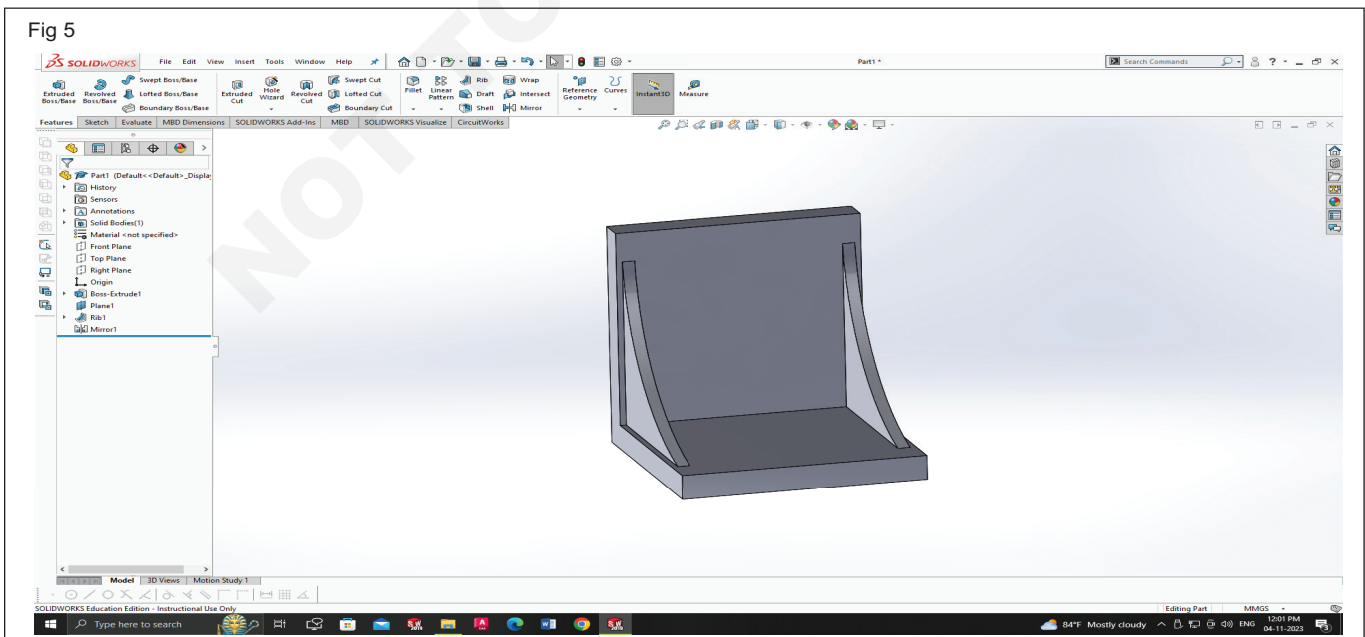 Fig 5
SOLIDWORKS File Edit View Insert Tools Window Help Part1 * Search Commands
Extruded Boss/Base Revolved Boss/Base Swept Boss/Base Lofted Boss/Base Boundary Boss/Base Extruded Cut Hole Wizard Revolved Cut Swept Cut Lofted Cut Boundary Cut Fillet Linear Pattern Rib Draft Shell Wrap Intersect Mirror Reference Geometry Curves Instant3D Measure
Features Sketch Evaluate MBD Dimensions SOLIDWORKS Add-Ins MBD SOLIDWORKS Visualize CircuitWorks
Part1 (Default<<Default>_Display
History
Sensors
Annotations
Solid Bodies(1)
Material <not specified>
Front Plane
Top Plane
Right Plane
Origin
Boss-Extrude1
Plane1
Rib1
Mirror1
Model 3D Views Motion Study 1
SOLIDWORKS Education Edition - Instructional Use Only Editing Part MMGS
Type here to search 84°F Mostly cloudy ENG 12:01 PM
04-11-2023